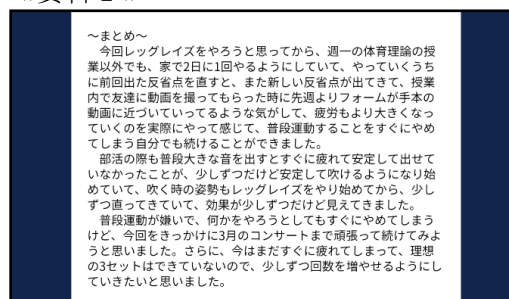 ～まとめ～
今回レッグレイズをやろうと思ってから、週一の体育理論の授
業以外でも、家で2日に1回やるようにしていて、やっていくうち
に前回出た反省点を直すと、また新しい反省点が出てきて、授業
内で友達に動画を撮ってもらった時に先週よりフォームが手本の
動画に近づいていってるような気がして、疲労もより大きくなっ
ていくのを実際にやって感じて、普段運動することをすぐにやめ
てしまう自分でも続けることができました。
部活の際も普段大きな音を出すとすぐに疲れて安定して出せて
いなかったことが、少しずつだけど安定して吹けるようになり始
めていて、吹く時の姿勢もレッグレイズをやり始めてから、少し
ずつ直ってきていて、効果が少しずつだけど見えてきました。
普段運動が嫌いで、何かをやろうとしてもすぐにやめてしまう
けど、今回をきっかけに3月のコンサートまで頑張って続けてみよ
うと思いました。さらに、今はまだすぐに疲れてしまって、理想
の3セットはできていないので、少しずつ回数を増やせるようにし
ていきたいと思いました。